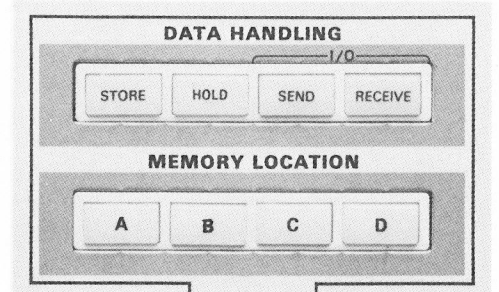 DATA HANDLING
I/O
STORE HOLD SEND RECEIVE
MEMORY LOCATION
A B C D